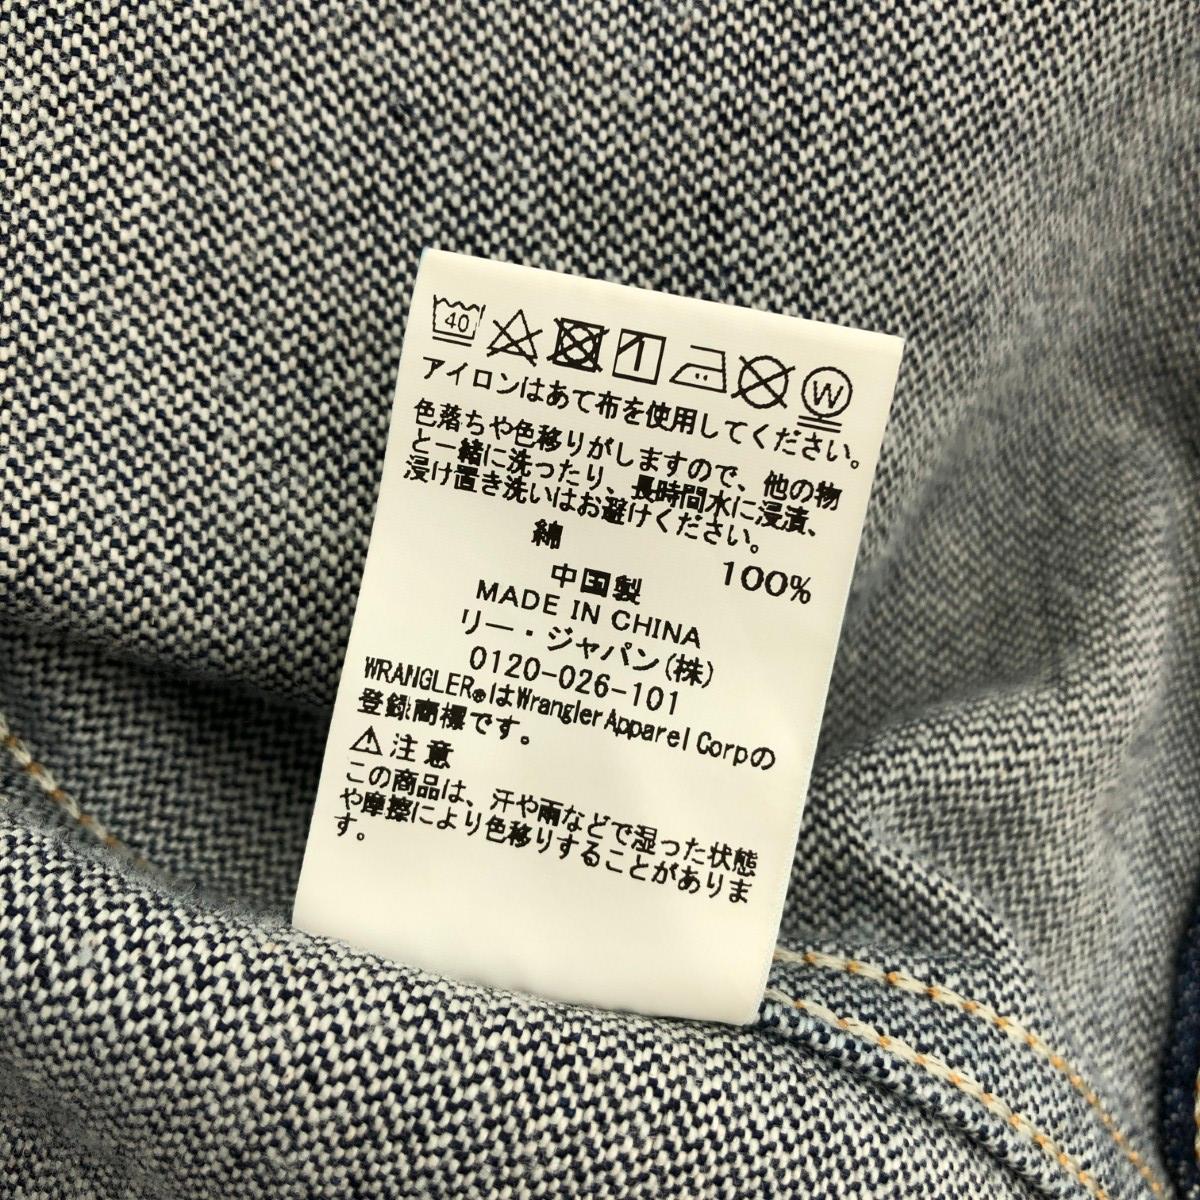 40
W
アイロンはあて布を使用してください。
色落ちや色移りがしますので、他の物
と一緒に洗ったり、長時間水に浸漬、
浸け置き洗いはお避けください。
綿 100%
中国製
MADE IN CHINA
リー・ジャパン(株)
0120-026-101
WRANGLER®はWrangler Apparel Corpの
登録商標です。
⚠注意
この商品は、汗や雨などで湿った状態
や摩擦により色移りすることがありま
す。